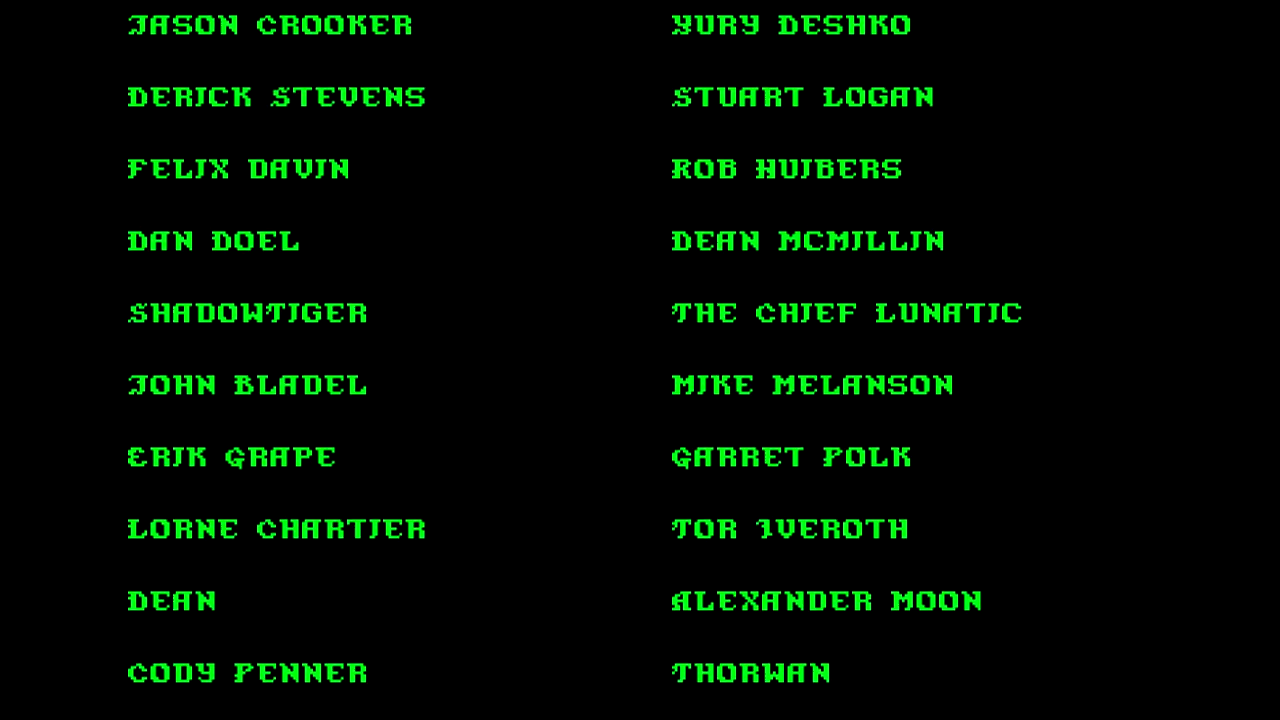 JASON CROOKER
YURY DESHKO
DERICK STEVENS
STUART LOGAN
FELIX DAVIN
ROB HUIBERS
DAN DOEL
DEAN MCMILLIN
SHADOWTIGER
THE CHIEF LUNATIC
JOHN BLADEL
MIKE MELANSON
ERIK GRAPE
GARRET POLK
LORNE CHARTIER
TOR IVEROTH
DEAN
ALEXANDER MOON
CODY PENNER
THORWAN